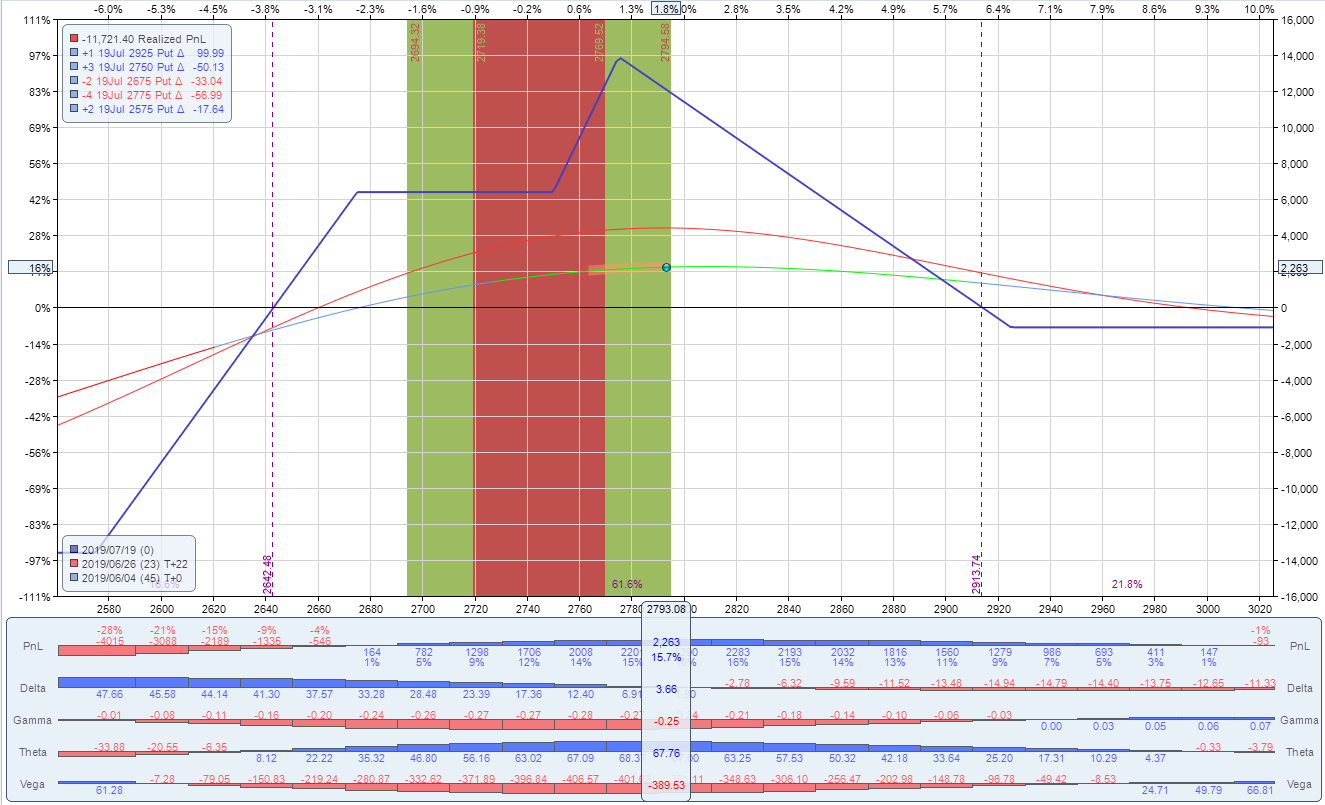 -6.0% -5.3% -4.5% -3.8% -3.1% -2.3% -1.6% -0.9% -0.2% 0.6% 1.3% 1.8% 0% 2.8% 3.5% 4.2% 4.9% 5.7% 6.4% 7.1% 7.9% 8.6% 9.3% 10.0%
111% 16,000
97% 14,000
83% 12,000
69% 10,000
56% 8,000
42% 6,000
28% 4,000
16% 2,263
0% 0
-14% -2,000
-28% -4,000
-42% -6,000
-56% -8,000
-69% -10,000
-83% -12,000
-97% -14,000
-111% -16,000
-11,721.40 Realized PnL
+1 19Jul 2925 Put Δ 99.99
+3 19Jul 2750 Put Δ -50.13
-2 19Jul 2675 Put Δ -33.04
-4 19Jul 2775 Put Δ -56.99
+2 19Jul 2575 Put Δ -17.64
2694.32
2719.38
2769.52
2794.58
2642.48
2913.74
2019/07/19 (0)
2019/06/26 (23) T+22
2019/06/04 (45) T+0
16.6%
61.6%
21.8%
2580 2600 2620 2640 2660 2680 2700 2720 2740 2760 2780 2793.08 2820 2840 2860 2880 2900 2920 2940 2960 2980 3000 3020
-28% -21% -15% -9% -4% -1%
PnL -4015 -3088 -2189 -1335 -546 2,263 -93 PnL
164 782 1298 1706 2008 2283 2193 2032 1816 1560 1279 986 693 411 147
1% 5% 9% 12% 14% 15.7% 16% 15% 14% 13% 11% 9% 7% 5% 3% 1%
Delta 47.66 45.58 44.14 41.30 37.57 33.28 28.48 23.39 17.36 12.40 6.91 3.66 -2.78 -6.32 -9.59 -11.52 -13.48 -14.94 -14.79 -14.40 -13.75 -12.65 -11.33 Delta
Gamma -0.01 -0.08 -0.11 -0.16 -0.20 -0.24 -0.26 -0.27 -0.27 -0.28 -0.25 -0.21 -0.18 -0.14 -0.10 -0.06 -0.03 0.00 0.03 0.05 0.06 0.07 Gamma
Theta -33.88 -20.55 -6.35 8.12 22.22 35.32 46.80 56.16 63.02 67.09 68.3 67.76 63.25 57.53 50.32 42.18 33.64 25.20 17.31 10.29 4.37 -0.33 -3.79 Theta
Vega 61.28 -7.28 -79.05 -150.83 -219.24 -280.87 -332.62 -371.89 -396.84 -406.57 -389.53 -348.63 -306.10 -256.47 -202.98 -148.78 -96.78 -49.42 -8.53 24.71 49.79 66.81 Vega